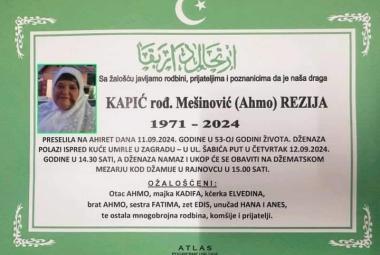 Sa žalošću javljamo rodbini, prijateljima i poznanicima da je naša draga
KAPIĆ rođ. Mešinović (Ahmo) REZIJA
1971 – 2024
PRESELILA NA AHIRET DANA 11.09.2024. GODINE U 53-OJ GODINI ŽIVOTA. DŽENAZA
POLAZI ISPRED KUĆE UMRLE U ZAGRADU – U UL. ŠABIĆA PUT U ČETVRTAK 12.09.2024.
GODINE U 14.30 SATI, A DŽENAZA NAMAZ I UKOP ĆE SE OBAVITI NA DŽEMATSKOM
MEZARJU KOD DŽAMIJE U RAJNOVCU U 15.00 SATI.
OŽALOŠĆENI:
Otac AHMO, majka KADIFA, kćerka ELVEDINA,
brat AHMO, sestra FATIMA, zet EDIS, unučad HANA I ANES,
te ostala mnogobrojna rodbina, komšije i prijatelji.
ATLAS